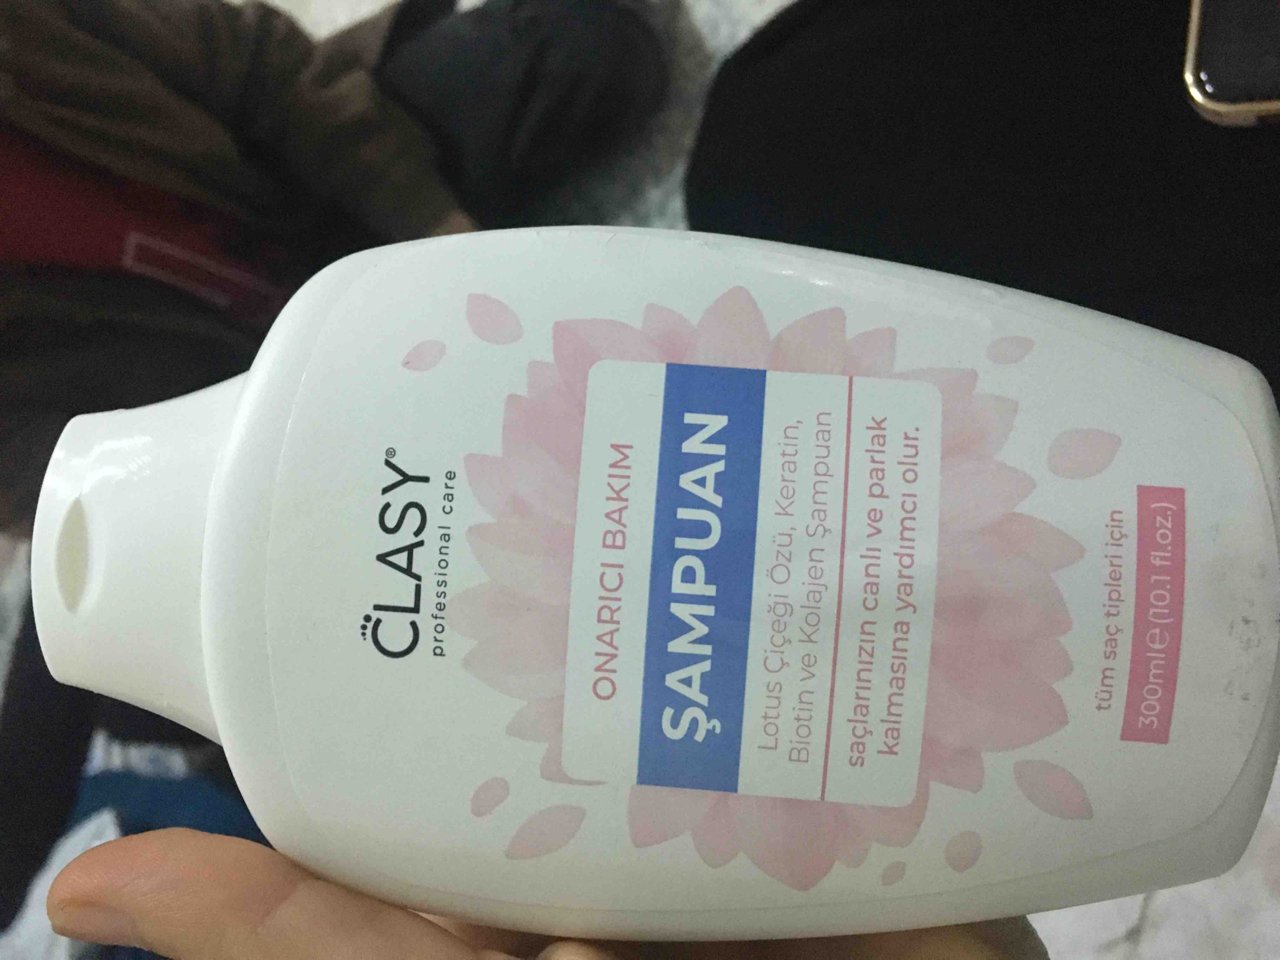 CLASY®
professional care
ONARICI BAKIM
ŞAMPUAN
Lotus Çiçeği Özü, Keratin,
Biotin ve Kolajen Şampuan
saçlarınızın canlı ve parlak
kalmasına yardımcı olur.
tüm saç tipleri için
300ml℮ (10.1 fl.oz.)